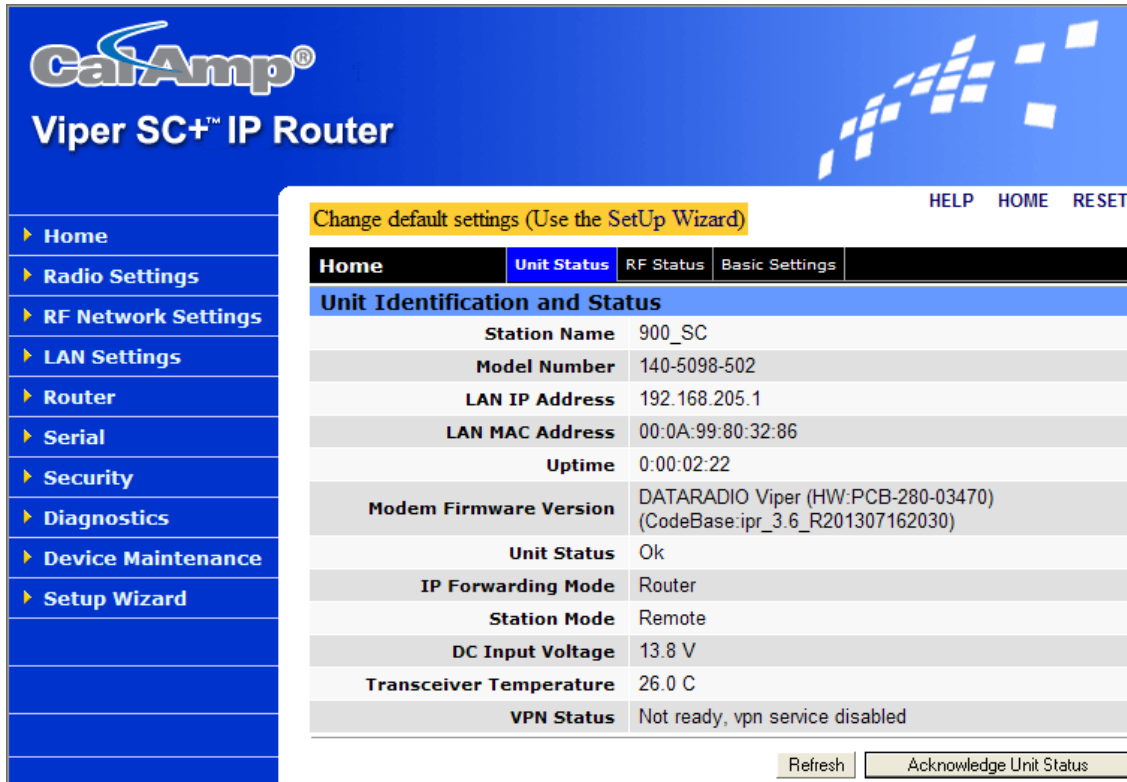 CalAmp®
Viper SC+™ IP Router
HELP HOME RESET
Change default settings (Use the SetUp Wizard)
Home
Radio Settings
RF Network Settings
LAN Settings
Router
Serial
Security
Diagnostics
Device Maintenance
Setup Wizard
Home Unit Status RF Status Basic Settings
Unit Identification and Status
Station Name 900_SC
Model Number 140-5098-502
LAN IP Address 192.168.205.1
LAN MAC Address 00:0A:99:80:32:86
Uptime 0:00:02:22
Modem Firmware Version DATARADIO Viper (HW:PCB-280-03470)
(CodeBase:ipr_3.6_R201307162030)
Unit Status Ok
IP Forwarding Mode Router
Station Mode Remote
DC Input Voltage 13.8 V
Transceiver Temperature 26.0 C
VPN Status Not ready, vpn service disabled
Refresh Acknowledge Unit Status